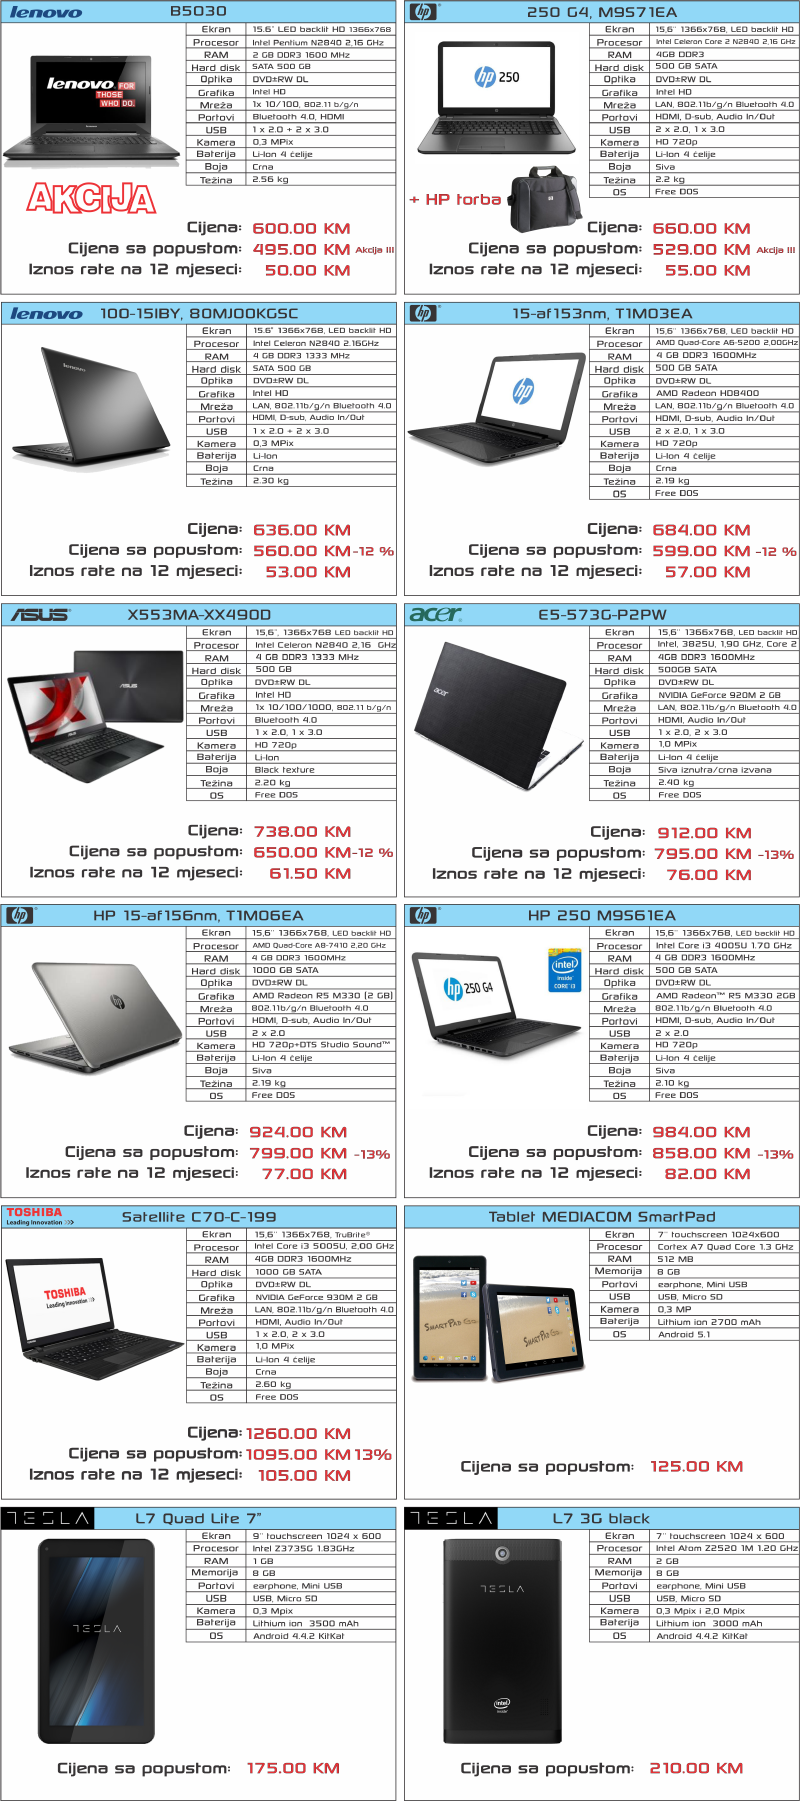 lenovo B5030
Ekran 15.6" LED backlit HD 1366x768
Procesor Intel Pentium N2840 2,16 GHz
RAM 2 GB DDR3 1600 MHz
Hard disk SATA 500 GB
Optika DVD±RW DL
Grafika Intel HD
Mreža 1x 10/100, 802.11 b/g/n
Portovi Bluetooth 4.0, HDMI
USB 1 x 2.0 + 2 x 3.0
Kamera 0,3 MPix
Baterija Li-Ion 4 ćelije
Boja Crna
Težina 2.56 kg
lenovo FOR THOSE WHO DO.
AKCIJA
Cijena: 600.00 KM
Cijena sa popustom: 495.00 KM Akcija !!!
Iznos rate na 12 mjeseci: 50.00 KM
hp 250 G4, M9S71EA
Ekran 15,6" 1366x768, LED backlit HD
Procesor Intel Celeron Core 2 N2840 2,16 GHz
RAM 4GB DDR3
Hard disk 500 GB SATA
Optika DVD±RW DL
Grafika Intel HD
Mreža LAN, 802.11b/g/n Bluetooth 4.0
Portovi HDMI, D-sub, Audio In/Out
USB 2 x 2.0, 1 x 3.0
Kamera HD 720p
Baterija Li-Ion 4 ćelije
Boja Siva
Težina 2.2 kg
OS Free DOS
hp 250
+ HP torba
Cijena: 660.00 KM
Cijena sa popustom: 529.00 KM Akcija !!!
Iznos rate na 12 mjeseci: 55.00 KM
lenovo 100-15IBY, 80MJ00KGSC
Ekran 15.6" 1366x768, LED backlit HD
Procesor Intel Celeron N2840 2.16GHz
RAM 4 GB DDR3 1333 MHz
Hard disk SATA 500 GB
Optika DVD±RW DL
Grafika Intel HD
Mreža LAN, 802.11b/g/n Bluetooth 4.0
Portovi HDMI, D-sub, Audio In/Out
USB 1 x 2.0 + 2 x 3.0
Kamera 0,3 MPix
Baterija Li-Ion
Boja Crna
Težina 2.30 kg
lenovo
Cijena: 636.00 KM
Cijena sa popustom: 560.00 KM -12 %
Iznos rate na 12 mjeseci: 53.00 KM
hp 15-af153nm, T1M03EA
Ekran 15,6" 1366x768, LED backlit HD
Procesor AMD Quad-Core A6-5200 2,00GHz
RAM 4 GB DDR3 1600MHz
Hard disk 500 GB SATA
Optika DVD±RW DL
Grafika AMD Radeon HD8400
Mreža LAN, 802.11b/g/n Bluetooth 4.0
Portovi HDMI, D-sub, Audio In/Out
USB 2 x 2.0, 1 x 3.0
Kamera HD 720p
Baterija Li-Ion 4 ćelije
Boja Crna
Težina 2.19 kg
OS Free DOS
hp
Cijena: 684.00 KM
Cijena sa popustom: 599.00 KM -12 %
Iznos rate na 12 mjeseci: 57.00 KM
ASUS X553MA-XX490D
Ekran 15,6", 1366x768 LED backlit HD
Procesor Intel Celeron N2840 2,16 GHz
RAM 4 GB DDR3 1333 MHz
Hard disk 500 GB
Optika DVD±RW DL
Grafika Intel HD
Mreža 1x 10/100/1000, 802.11 b/g/n
Portovi Bluetooth 4.0
USB 1 x 2.0, 1 x 3.0
Kamera HD 720p
Baterija Li-Ion
Boja Black texture
Težina 2.20 kg
OS Free DOS
ASUS
Cijena: 738.00 KM
Cijena sa popustom: 650.00 KM -12 %
Iznos rate na 12 mjeseci: 61.50 KM
acer E5-573G-P2PW
Ekran 15,6" 1366x768, LED backlit HD
Procesor Intel, 3825U, 1,90 GHz, Core 2
RAM 4GB DDR3 1600MHz
Hard disk 500GB SATA
Optika DVD±RW DL
Grafika NVIDIA GeForce 920M 2 GB
Mreža LAN, 802.11b/g/n Bluetooth 4.0
Portovi HDMI, Audio In/Out
USB 1 x 2.0, 2 x 3.0
Kamera 1,0 MPix
Baterija Li-Ion 4 ćelije
Boja Siva iznutra/crna izvana
Težina 2.40 kg
OS Free DOS
acer
Cijena: 912.00 KM
Cijena sa popustom: 795.00 KM -13%
Iznos rate na 12 mjeseci: 76.00 KM
hp HP 15-af156nm, T1M06EA
Ekran 15,6" 1366x768, LED backlit HD
Procesor AMD Quad-Core A8-7410 2,20 GHz
RAM 4 GB DDR3 1600MHz
Hard disk 1000 GB SATA
Optika DVD±RW DL
Grafika AMD Radeon R5 M330 (2 GB)
Mreža 802.11b/g/n Bluetooth 4.0
Portovi HDMI, D-sub, Audio In/Out
USB 2 x 2.0
Kamera HD 720p+DTS Studio Sound™
Baterija Li-Ion 4 ćelije
Boja Siva
Težina 2.19 kg
OS Free DOS
hp
Cijena: 924.00 KM
Cijena sa popustom: 799.00 KM -13%
Iznos rate na 12 mjeseci: 77.00 KM
hp HP 250 M9S61EA
Ekran 15,6" 1366x768, LED backlit HD
Procesor Intel Core i3 4005U 1.70 GHz
RAM 4 GB DDR3 1600MHz
Hard disk 500 GB SATA
Optika DVD±RW DL
Grafika AMD Radeon™ R5 M330 2GB
Mreža 802.11b/g/n Bluetooth 4.0
Portovi HDMI, D-sub, Audio In/Out
USB 2 x 2.0
Kamera HD 720p
Baterija Li-Ion 4 ćelije
Boja Siva
Težina 2.10 kg
OS Free DOS
hp 250 G4
intel inside CORE i3
Cijena: 984.00 KM
Cijena sa popustom: 858.00 KM -13%
Iznos rate na 12 mjeseci: 82.00 KM
TOSHIBA Leading Innovation >>> Satellite C70-C-199
Ekran 15,6" 1366x768, TruBrite®
Procesor Intel Core i3 5005U, 2,00 GHz
RAM 4GB DDR3 1600MHz
Hard disk 1000 GB SATA
Optika DVD±RW DL
Grafika NVIDIA GeForce 930M 2 GB
Mreža LAN, 802.11b/g/n Bluetooth 4.0
Portovi HDMI, Audio In/Out
USB 1 x 2.0, 2 x 3.0
Kamera 1,0 MPix
Baterija Li-Ion 4 ćelije
Boja Crna
Težina 2.60 kg
OS Free DOS
TOSHIBA
Leading Innovation >>>
Cijena: 1260.00 KM
Cijena sa popustom: 1095.00 KM 13%
Iznos rate na 12 mjeseci: 105.00 KM
Tablet MEDIACOM SmartPad
Ekran 7" touchscreen 1024x600
Procesor Cortex A7 Quad Core 1.3 GHz
RAM 512 MB
Memorija 8 GB
Portovi earphone, Mini USB
USB USB, Micro SD
Kamera 0,3 MP
Baterija Lithium ion 2700 mAh
OS Android 5.1
SMARTPAD
SMARTPAD
Cijena sa popustom: 125.00 KM
TESLA L7 Quad Lite 7"
Ekran 9" touchscreen 1024 x 600
Procesor Intel Z3735G 1.83GHz
RAM 1 GB
Memorija 8 GB
Portovi earphone, Mini USB
USB USB, Micro SD
Kamera 0,3 Mpix
Baterija Lithium ion 3500 mAh
OS Android 4.4.2 KitKat
TESLA
Cijena sa popustom: 175.00 KM
TESLA L7 3G black
Ekran 7" touchscreen 1024 x 600
Procesor Intel Atom Z2520 1M 1.20 GHz
RAM 2 GB
Memorija 8 GB
Portovi earphone, Mini USB
USB USB, Micro SD
Kamera 0,3 Mpix i 2,0 Mpix
Baterija Lithium ion 3000 mAh
OS Android 4.4.2 KitKat
TESLA
intel inside
Cijena sa popustom: 210.00 KM